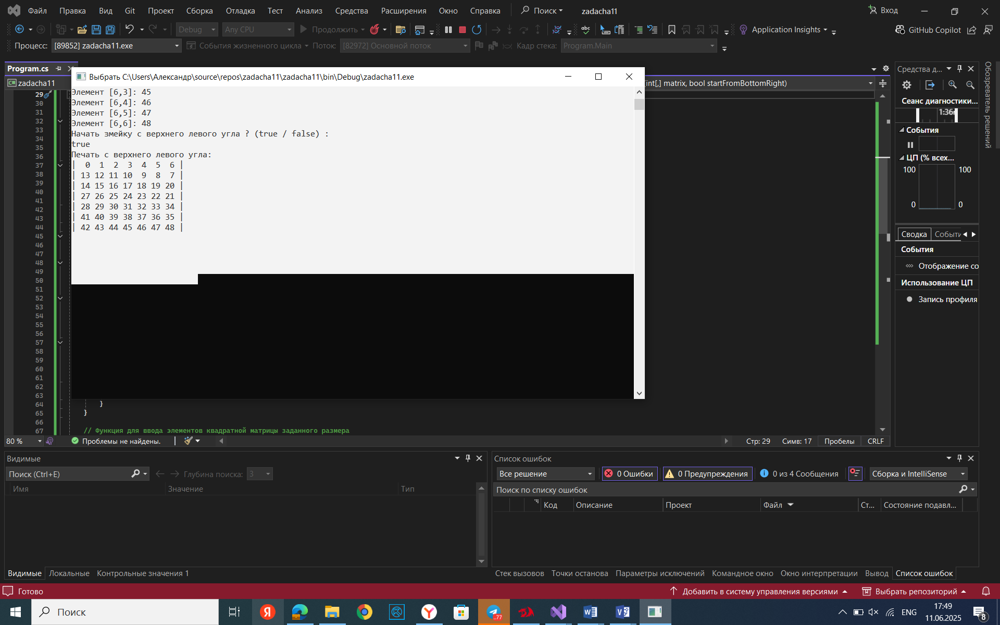 Файл Правка Вид Git Проект Сборка Отладка Тест Анализ Средства Расширения Окно Справка Поиск zadacha11 Вход
Debug Any CPU Продолжить Application Insights GitHub Copilot
Процесс: [89852] zadacha11.exe События жизненного цикла Поток: [82972] Основной поток Кадр стека: Program.Main
Program.cs
zadacha11
int[,] matrix, bool startFromBottomRight)
Выбрать C:\Users\Александр\source\repos\zadacha11\zadacha11\bin\Debug\zadacha11.exe
Элемент [6,3]: 45
Элемент [6,4]: 46
Элемент [6,5]: 47
Элемент [6,6]: 48
Начать змейку с верхнего левого угла ? (true / false) :
true
Печать с верхнего левого угла:
| 0 1 2 3 4 5 6 |
| 13 12 11 10 9 8 7 |
| 14 15 16 17 18 19 20 |
| 27 26 25 24 23 22 21 |
| 28 29 30 31 32 33 34 |
| 41 40 39 38 37 36 35 |
| 42 43 44 45 46 47 48 |
29
30
31
32
33
34
35
36
37
38
39
40
41
42
43
44
45
46
47
48
49
50
51
52
53
54
55
56
57
58
59
60
61
62
63
64 }
65 }
66
67 // Функция для ввода элементов квадратной матрицы заданного размера
80 % Проблемы не найдены. Стр: 29 Симв: 17 Пробелы CRLF
Средства д...
Сеанс диагностики...
1:36
События
ЦП (% всех...
100 100
0 0
Сводка Событи
События
Отображение со
Использование ЦП
Запись профиля
Обозреватель решений
Видимые
Поиск (Ctrl+E) Глубина поиска: 3
Имя Значение Тип
Видимые Локальные Контрольные значения 1
Список ошибок
Все решение 0 Ошибки 0 Предупреждения 0 из 4 Сообщения Сборка и IntelliSense
Поиск по списку ошибок
Код Описание Проект Файл Ст... Состояние подавл...
Стек вызовов Точки останова Параметры исключений Командное окно Окно интерпретации Вывод Список ошибок
Готово Добавить в систему управления версиями Выбрать репозиторий
Поиск
..77
ENG
17:49
11.06.2025
8